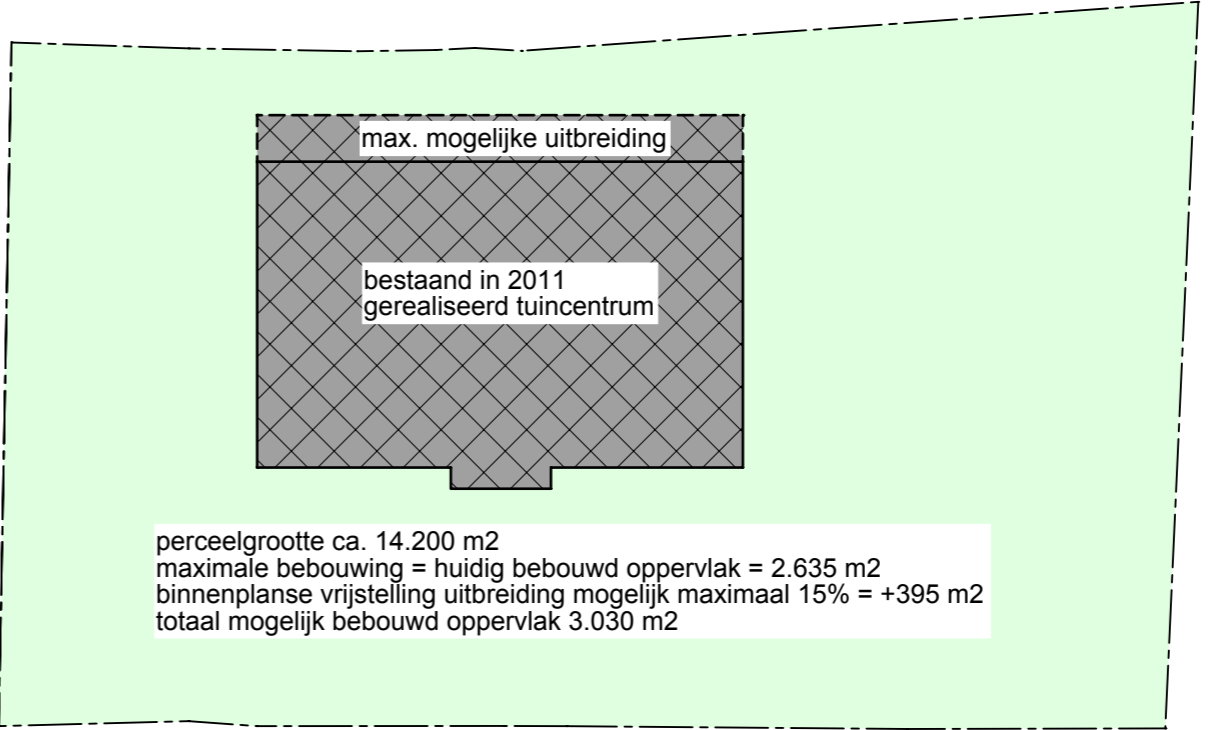 max. mogelijke uitbreiding
bestaand in 2011
gerealiseerd tuincentrum
perceelgrootte ca. 14.200 m2
maximale bebouwing = huidig bebouwd oppervlak = 2.635 m2
binnenplanse vrijstelling uitbreiding mogelijk maximaal 15% = +395 m2
totaal mogelijk bebouwd oppervlak 3.030 m2